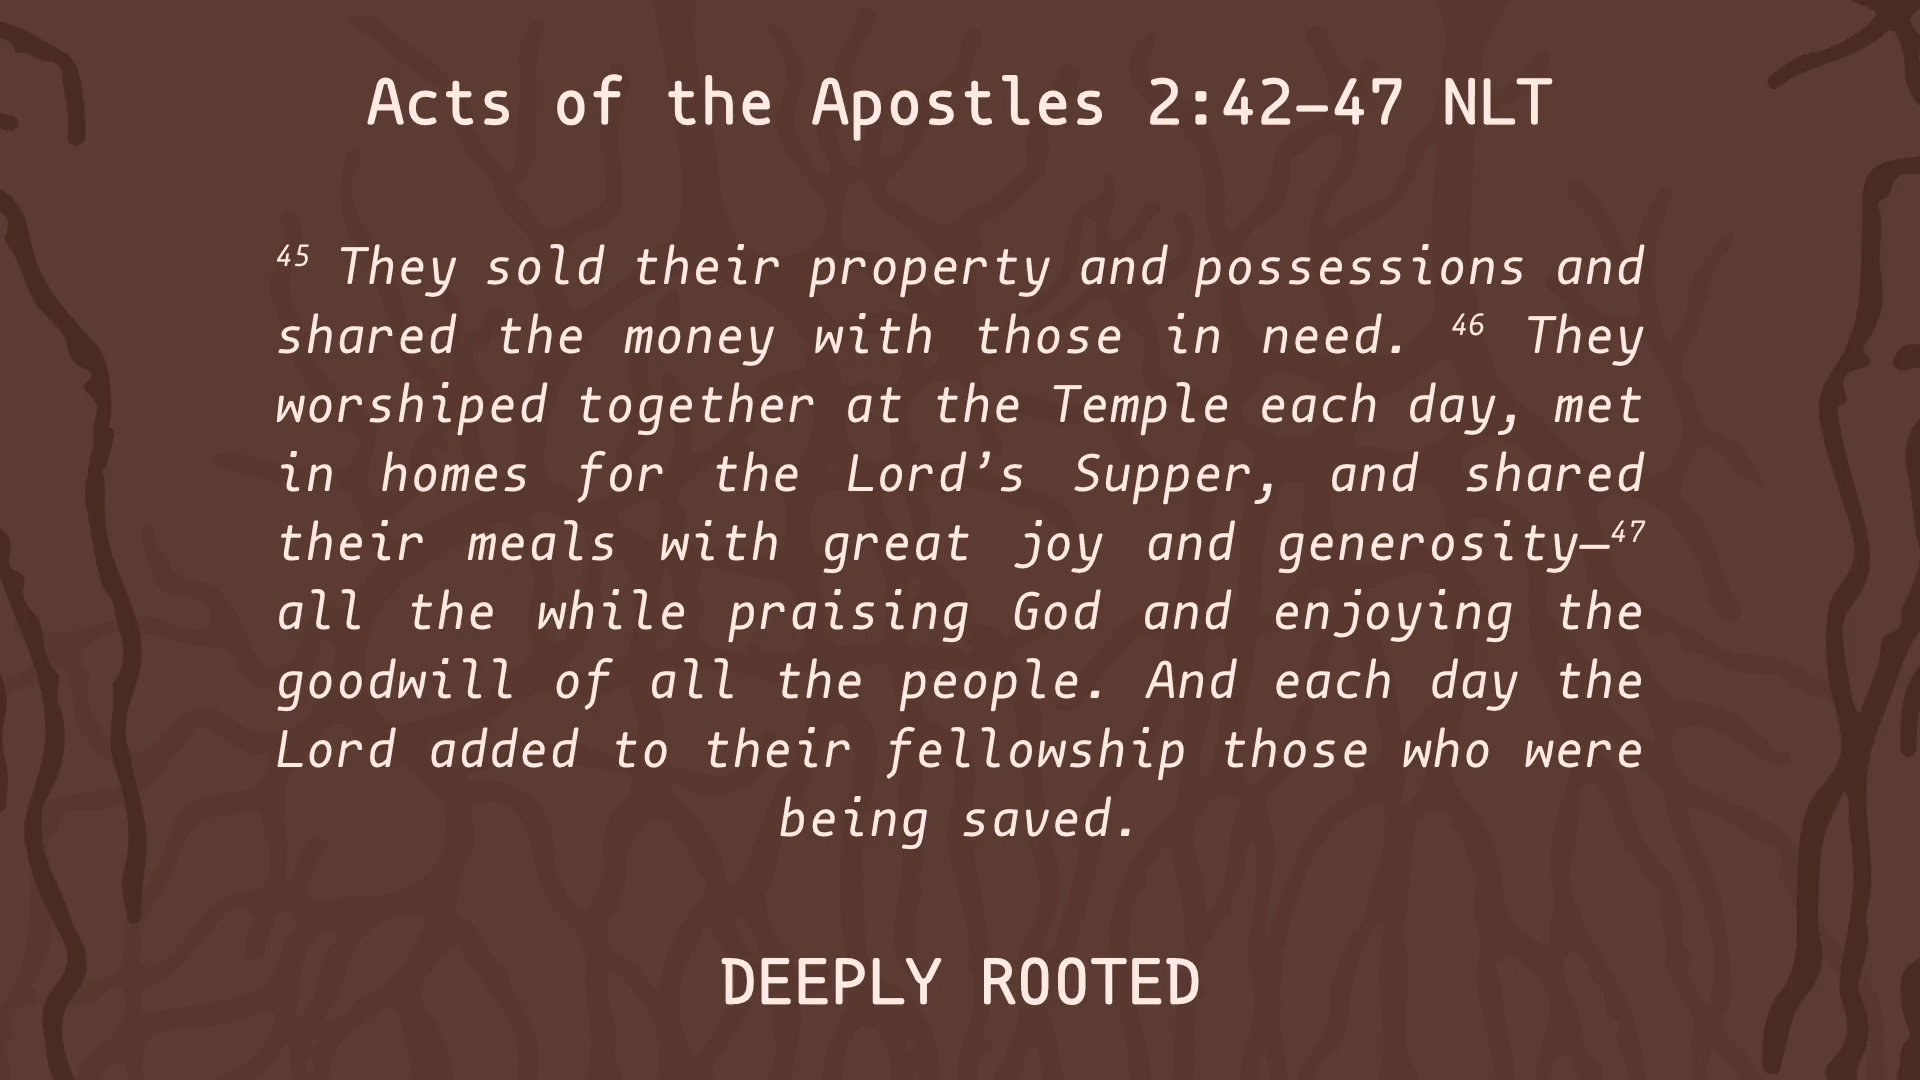 Acts of the Apostles 2:42–47 NLT
⁴⁵ They sold their property and possessions and
shared the money with those in need. ⁴⁶ They
worshiped together at the Temple each day, met
in homes for the Lord’s Supper, and shared
their meals with great joy and generosity—⁴⁷
all the while praising God and enjoying the
goodwill of all the people. And each day the
Lord added to their fellowship those who were
being saved.
DEEPLY ROOTED